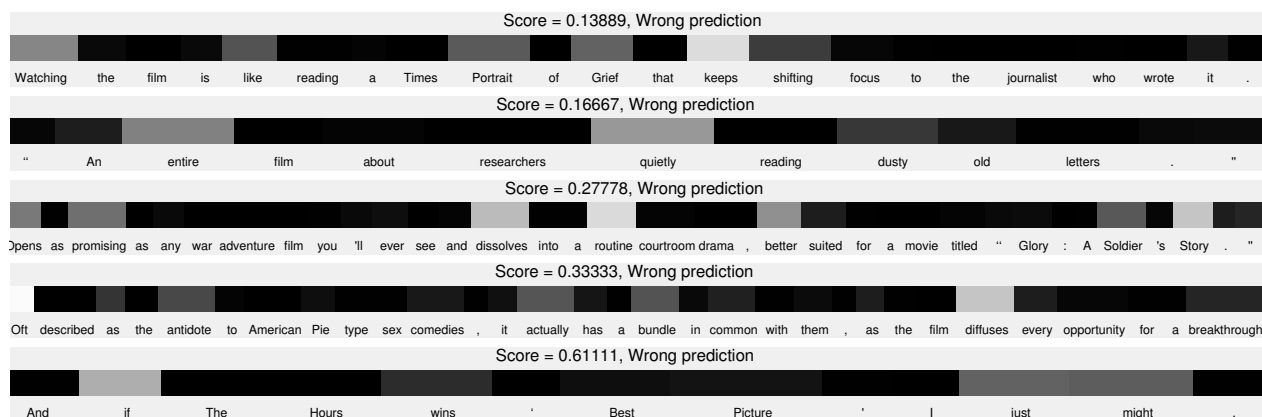 Score = 0.13889, Wrong prediction
Watching the film is like reading a Times Portrait of Grief that keeps shifting focus to the journalist who wrote it .
Score = 0.16667, Wrong prediction
“ An entire film about researchers quietly reading dusty old letters . "
Score = 0.27778, Wrong prediction
Opens as promising as any war adventure film you 'll ever see and dissolves into a routine courtroom drama , better suited for a movie titled “ Glory : A Soldier 's Story . "
Score = 0.33333, Wrong prediction
Oft described as the antidote to American Pie type sex comedies , it actually has a bundle in common with them , as the film diffuses every opportunity for a breakthrough
Score = 0.61111, Wrong prediction
And if The Hours wins ‘ Best Picture ' I just might .